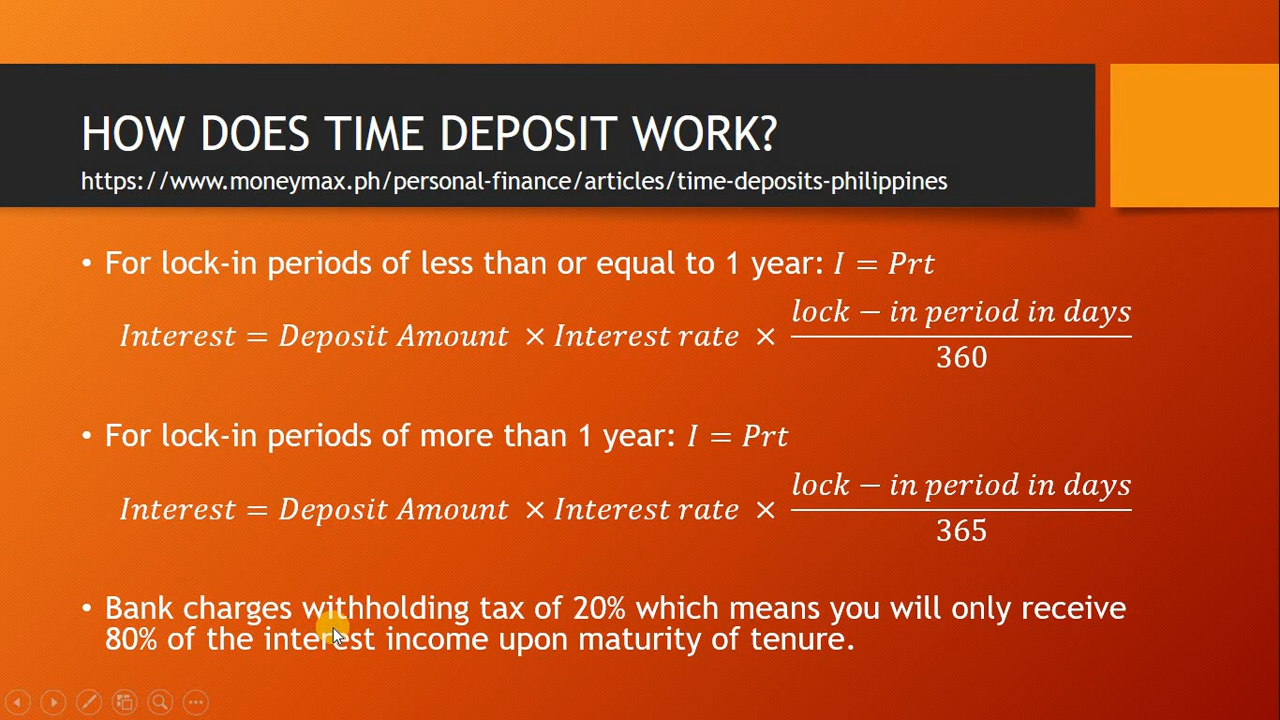 HOW DOES TIME DEPOSIT WORK?
https://www.moneymax.ph/personal-finance/articles/time-deposits-philippines
• For lock-in periods of less than or equal to 1 year: I = Prt
Interest = Deposit Amount × Interest rate × lock − in period in days / 360
• For lock-in periods of more than 1 year: I = Prt
Interest = Deposit Amount × Interest rate × lock − in period in days / 365
• Bank charges withholding tax of 20% which means you will only receive
80% of the interest income upon maturity of tenure.